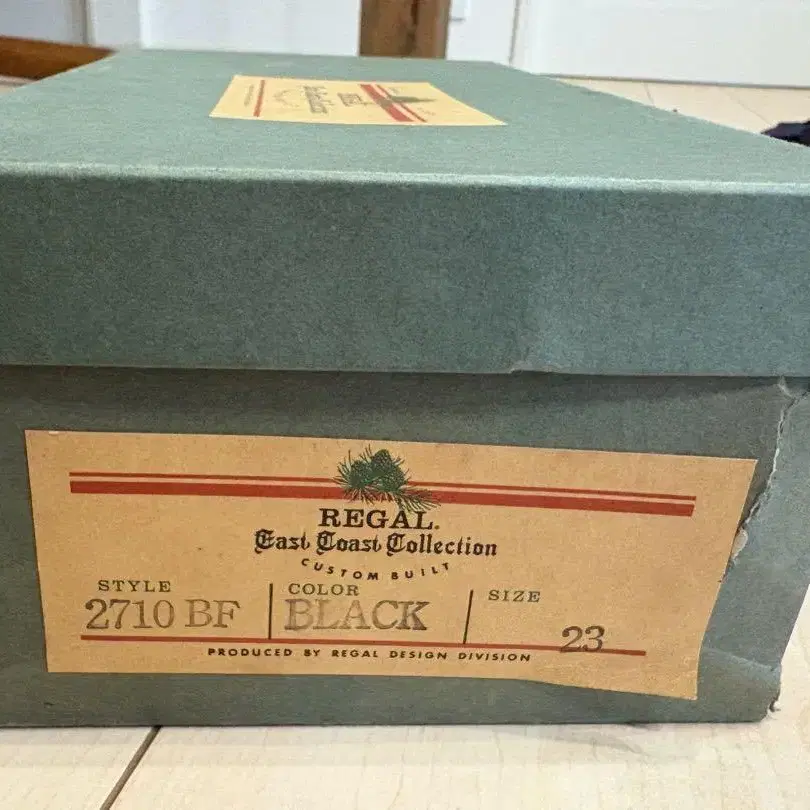 REGAL.
East Coast Collection
CUSTOM BUILT
STYLE COLOR SIZE
2710 BF BLACK 23
PRODUCED BY REGAL DESIGN DIVISION